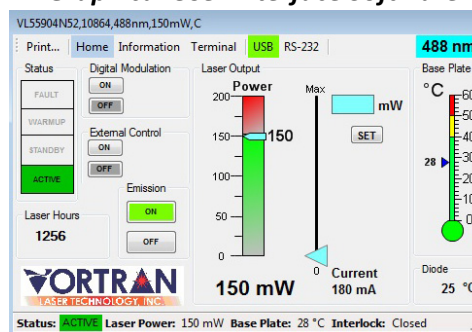 VL55904N52,10864,488nm,150mW,C
Print... Home Information Terminal USB RS-232 488 nm
Status Digital Modulation Laser Output Base Plate
ON Power Max °C 60
FAULT OFF 200 mW 50
WARMUP External Control 150 150 SET 40
STANDBY ON 28 30
ACTIVE OFF 100 20
Emission 10
Laser Hours ON 50 0
1256 OFF 0 0 Current Diode
VORTRAN 150 mW 180 mA 25 °C
LASER TECHNOLOGY, INC.
Status: ACTIVE Laser Power: 150 mW Base Plate: 28 °C Interlock: Closed